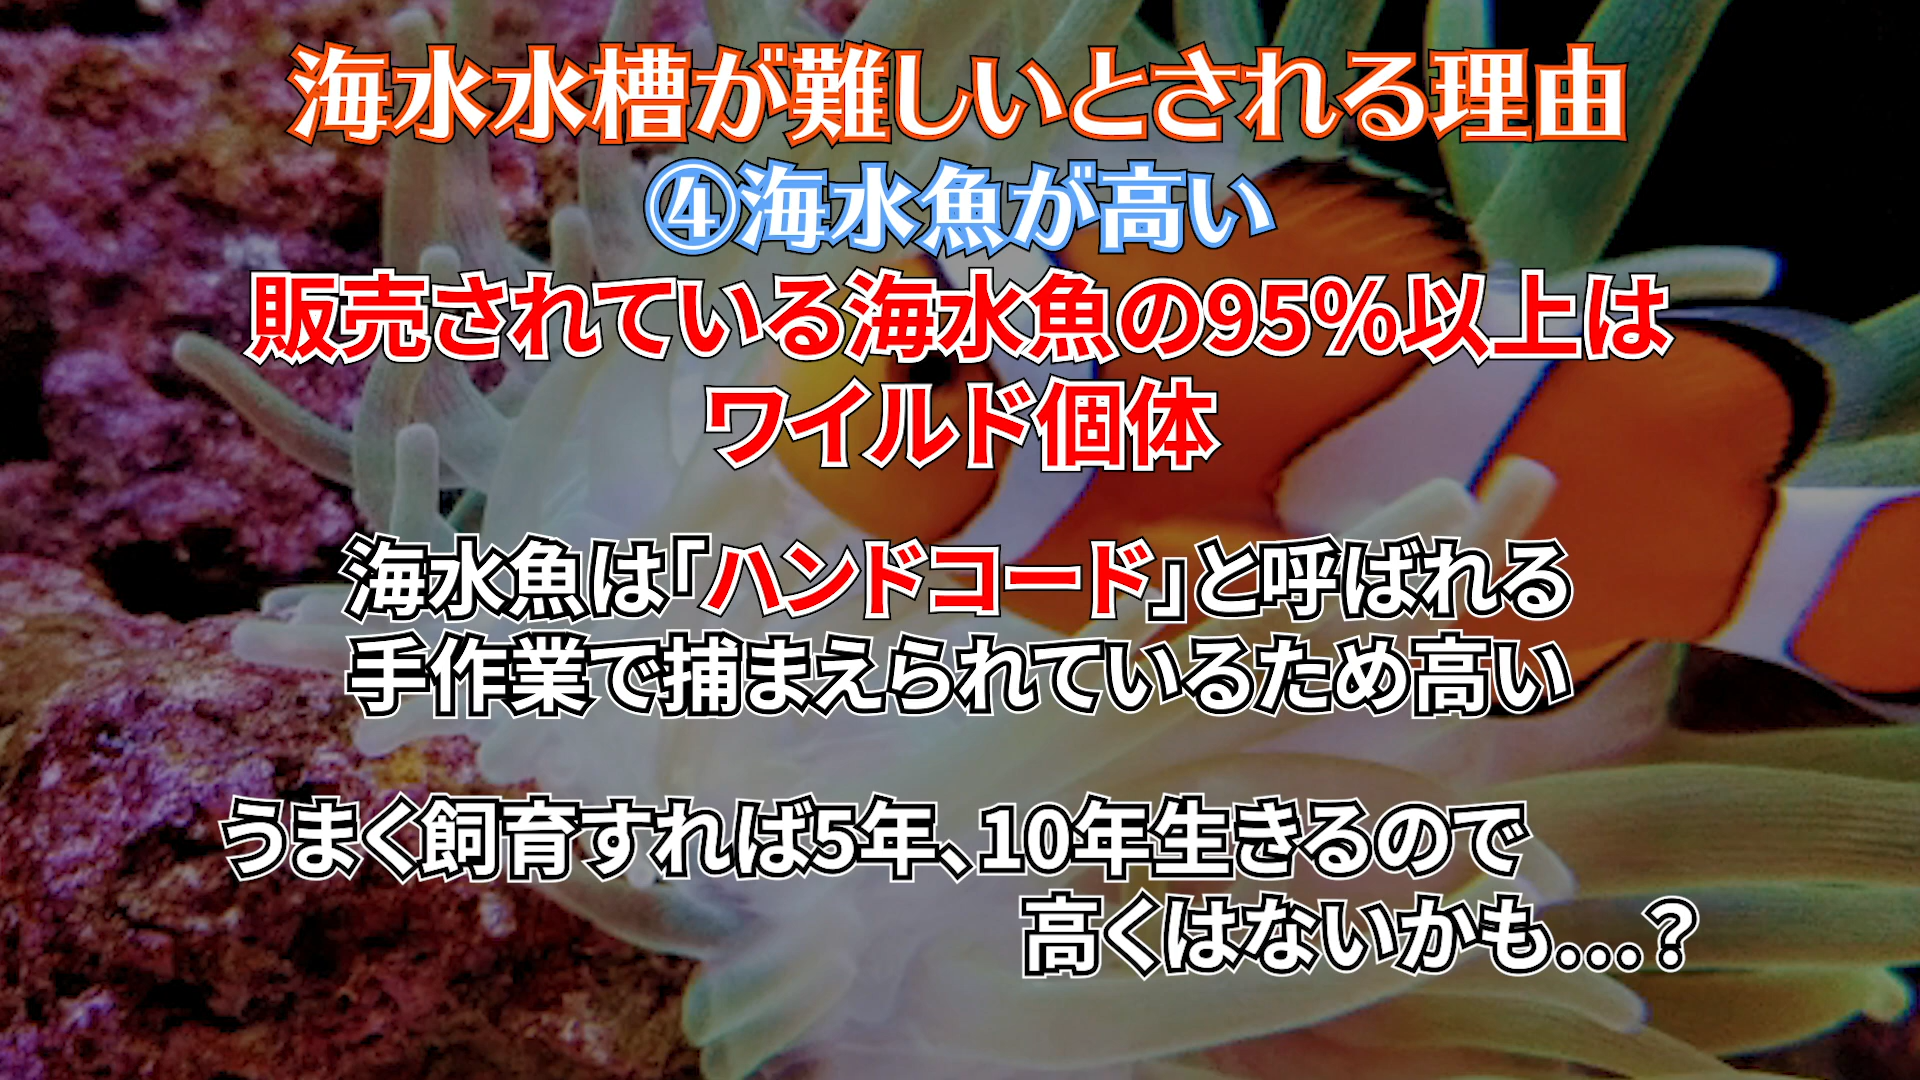 海水水槽が難しいとされる理由
④海水魚が高い
販売されている海水魚の95%以上は
ワイルド個体
海水魚は「ハンドコード」と呼ばれる
手作業で捕まえられているため高い
うまく飼育すれば5年、10年生きるので
高くはないかも…？